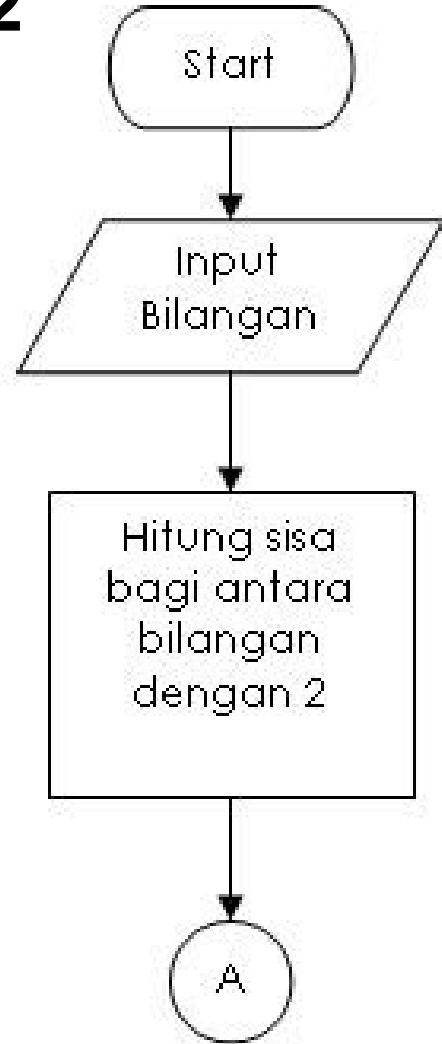 2
Start
Input
Bilangan
Hitung sisa
bagi antara
bilangan
dengan 2
A